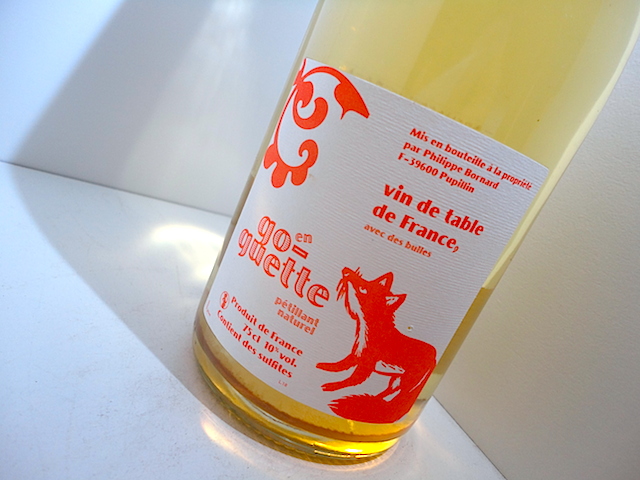 Mis en bouteille à la propriété
par Philippe Bornard
F-39600 Pupillin
vin de table
de France,
avec des bulles
en
go-
guette
pétillant
naturel
Produit de France
75cl 10%vol.
Contient des sulfites